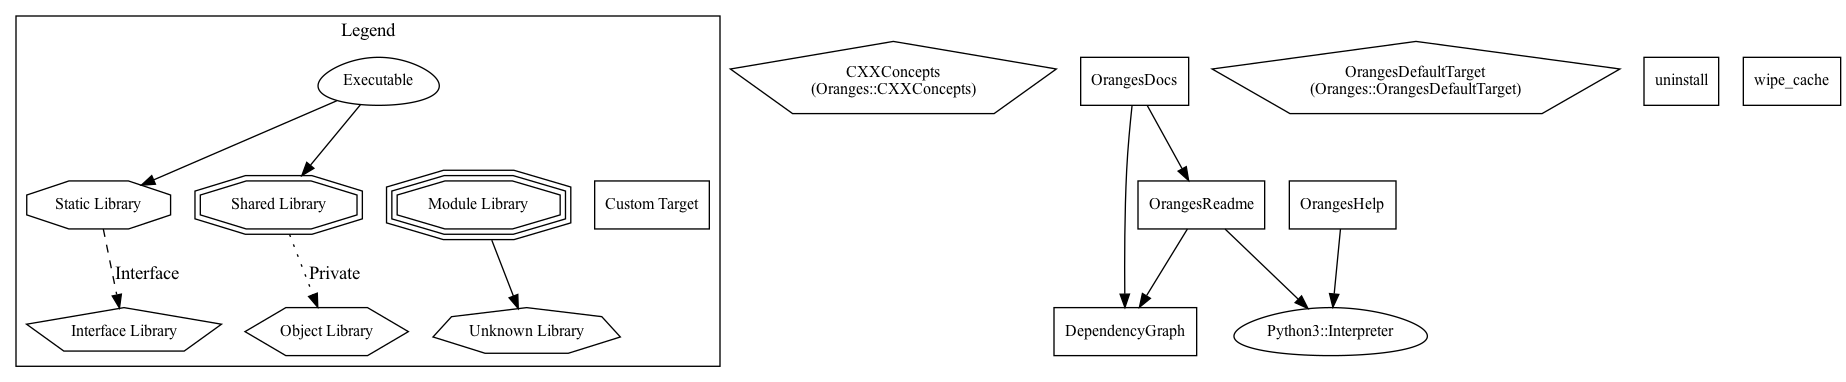 Legend
Executable
Static Library
Shared Library
Module Library
Custom Target
Interface
Private
Interface Library
Object Library
Unknown Library
CXXConcepts
(Oranges::CXXConcepts)
OrangesDocs
OrangesDefaultTarget
(Oranges::OrangesDefaultTarget)
uninstall
wipe_cache
OrangesReadme
OrangesHelp
DependencyGraph
Python3::Interpreter